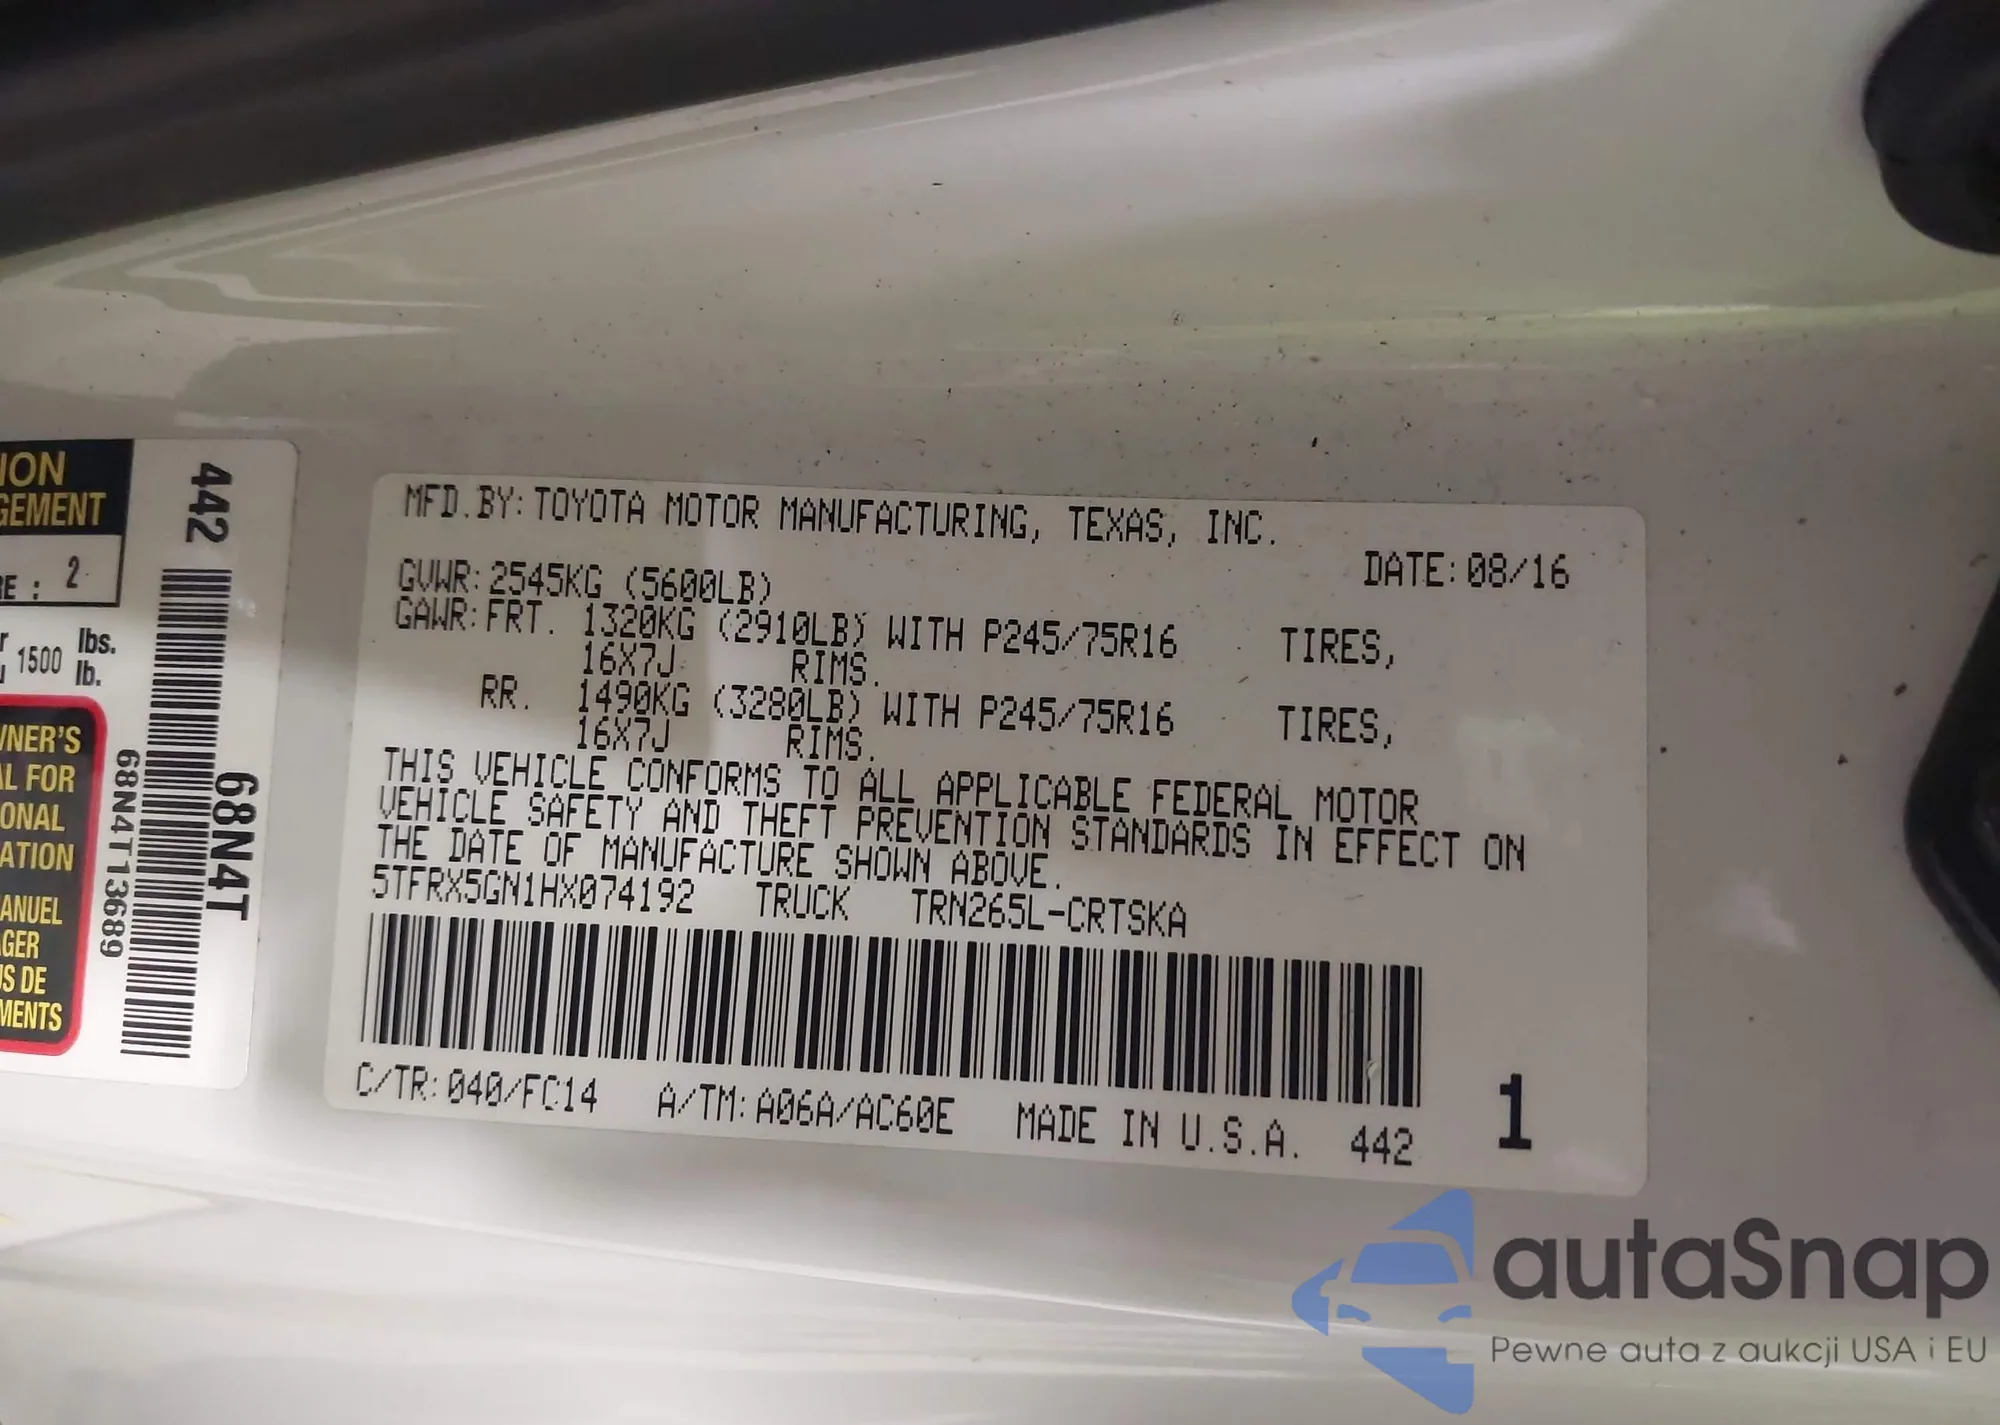 ION
GEMENT
RE : 2
1500 lbs.
lb.
WNER'S
AL FOR
ONAL
ATION
ANUEL
AGER
US DE
MENTS
442
68N4T
68N4T13689
MFD.BY:TOYOTA MOTOR MANUFACTURING, TEXAS, INC.
DATE:08/16
GVWR:2545KG (5600LB)
GAWR:FRT. 1320KG (2910LB) WITH P245/75R16 TIRES,
16X7J RIMS.
RR. 1490KG (3280LB) WITH P245/75R16 TIRES,
16X7J RIMS.
THIS VEHICLE CONFORMS TO ALL APPLICABLE FEDERAL MOTOR
VEHICLE SAFETY AND THEFT PREVENTION STANDARDS IN EFFECT ON
THE DATE OF MANUFACTURE SHOWN ABOVE.
5TFRX5GN1HX074192 TRUCK TRN265L-CRTSKA
C/TR:040/FC14 A/TM:A06A/AC60E MADE IN U.S.A. 442 1
autaSnap
Pewne auta z aukcji USA i EU